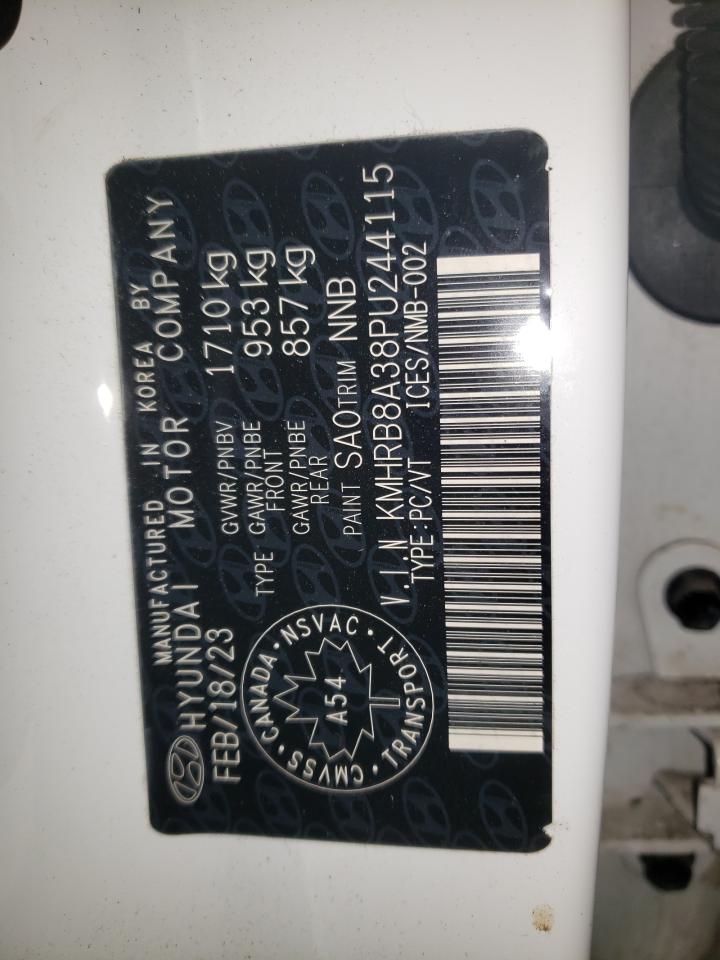 MANUFACTURED IN KOREA BY
HYUNDAI MOTOR COMPANY
FEB/18/23
GVWR/PNBV 1710 kg
TYPE GAWR/PNBE 953 kg
FRONT
GAWR/PNBE 857 kg
REAR
PAINT SAO TRIM NNB
V.I.N KMHRB8A38PU244115
TYPE:PC/VT ICES/NMB-002
CANADA • NSVAC • TRANSPORT • CMVSS •
A54